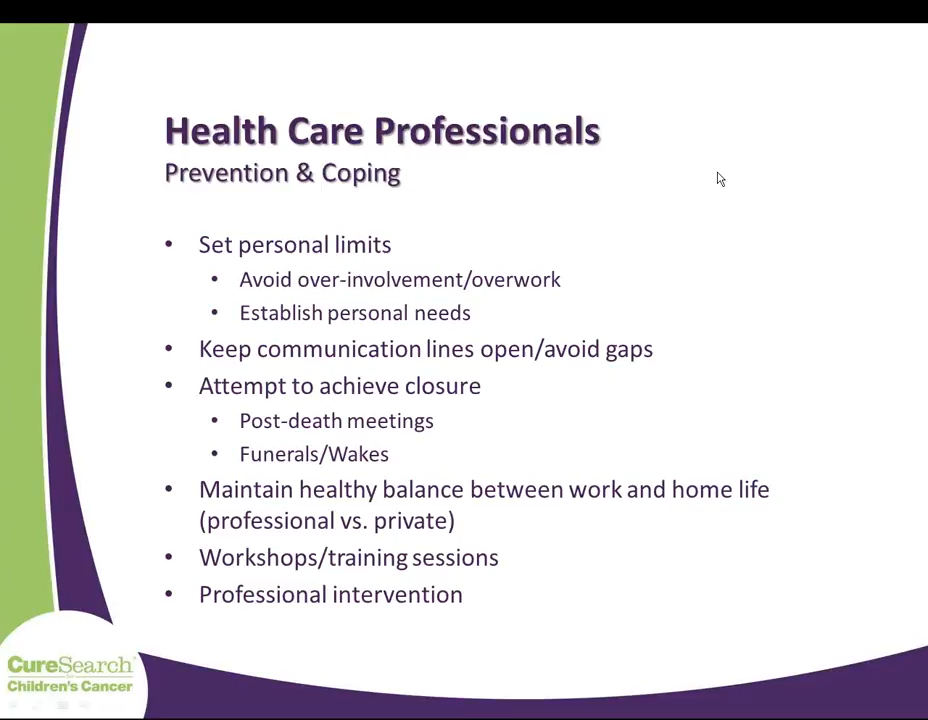 Health Care Professionals
Prevention & Coping
• Set personal limits
• Avoid over-involvement/overwork
• Establish personal needs
• Keep communication lines open/avoid gaps
• Attempt to achieve closure
• Post-death meetings
• Funerals/Wakes
• Maintain healthy balance between work and home life
(professional vs. private)
• Workshops/training sessions
• Professional intervention
CureSearch
Children's Cancer